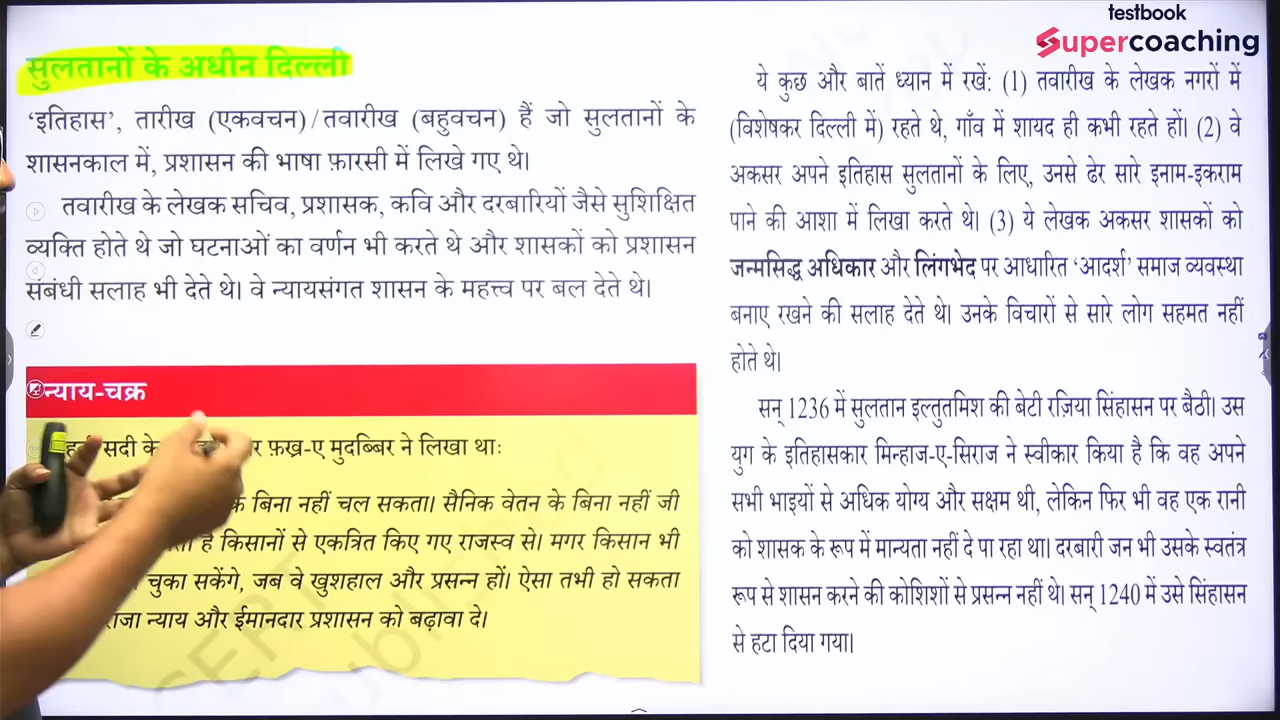 testbook
Supercoaching
सुलतानों के अधीन दिल्ली
‘इतिहास’, तारीख (एकवचन)/तवारीख (बहुवचन) हैं जो सुलतानों के
शासनकाल में, प्रशासन की भाषा फ़ारसी में लिखे गए थे।
तवारीख के लेखक सचिव, प्रशासक, कवि और दरबारियों जैसे सुशिक्षित
व्यक्ति होते थे जो घटनाओं का वर्णन भी करते थे और शासकों को प्रशासन
संबंधी सलाह भी देते थे। वे न्यायसंगत शासन के महत्त्व पर बल देते थे।
न्याय-चक्र
सदी के फ़ख्र-ए मुदब्बिर ने लिखा था:
के बिना नहीं चल सकता। सैनिक वेतन के बिना नहीं जी
है किसानों से एकत्रित किए गए राजस्व से। मगर किसान भी
चुका सकेंगे, जब वे खुशहाल और प्रसन्न हों। ऐसा तभी हो सकता
राजा न्याय और ईमानदार प्रशासन को बढ़ावा दे।
ये कुछ और बातें ध्यान में रखें: (1) तवारीख के लेखक नगरों में
(विशेषकर दिल्ली में) रहते थे, गाँव में शायद ही कभी रहते हों। (2) वे
अकसर अपने इतिहास सुलतानों के लिए, उनसे ढेर सारे इनाम-इकराम
पाने की आशा में लिखा करते थे। (3) ये लेखक अकसर शासकों को
जन्मसिद्ध अधिकार और लिंगभेद पर आधारित ‘आदर्श’ समाज व्यवस्था
बनाए रखने की सलाह देते थे। उनके विचारों से सारे लोग सहमत नहीं
होते थे।
सन् 1236 में सुलतान इल्तुतमिश की बेटी रज़िया सिंहासन पर बैठी। उस
युग के इतिहासकार मिन्हाज-ए-सिराज ने स्वीकार किया है कि वह अपने
सभी भाइयों से अधिक योग्य और सक्षम थी, लेकिन फिर भी वह एक रानी
को शासक के रूप में मान्यता नहीं दे पा रहा था। दरबारी जन भी उसके स्वतंत्र
रूप से शासन करने की कोशिशों से प्रसन्न नहीं थे। सन् 1240 में उसे सिंहासन
से हटा दिया गया।